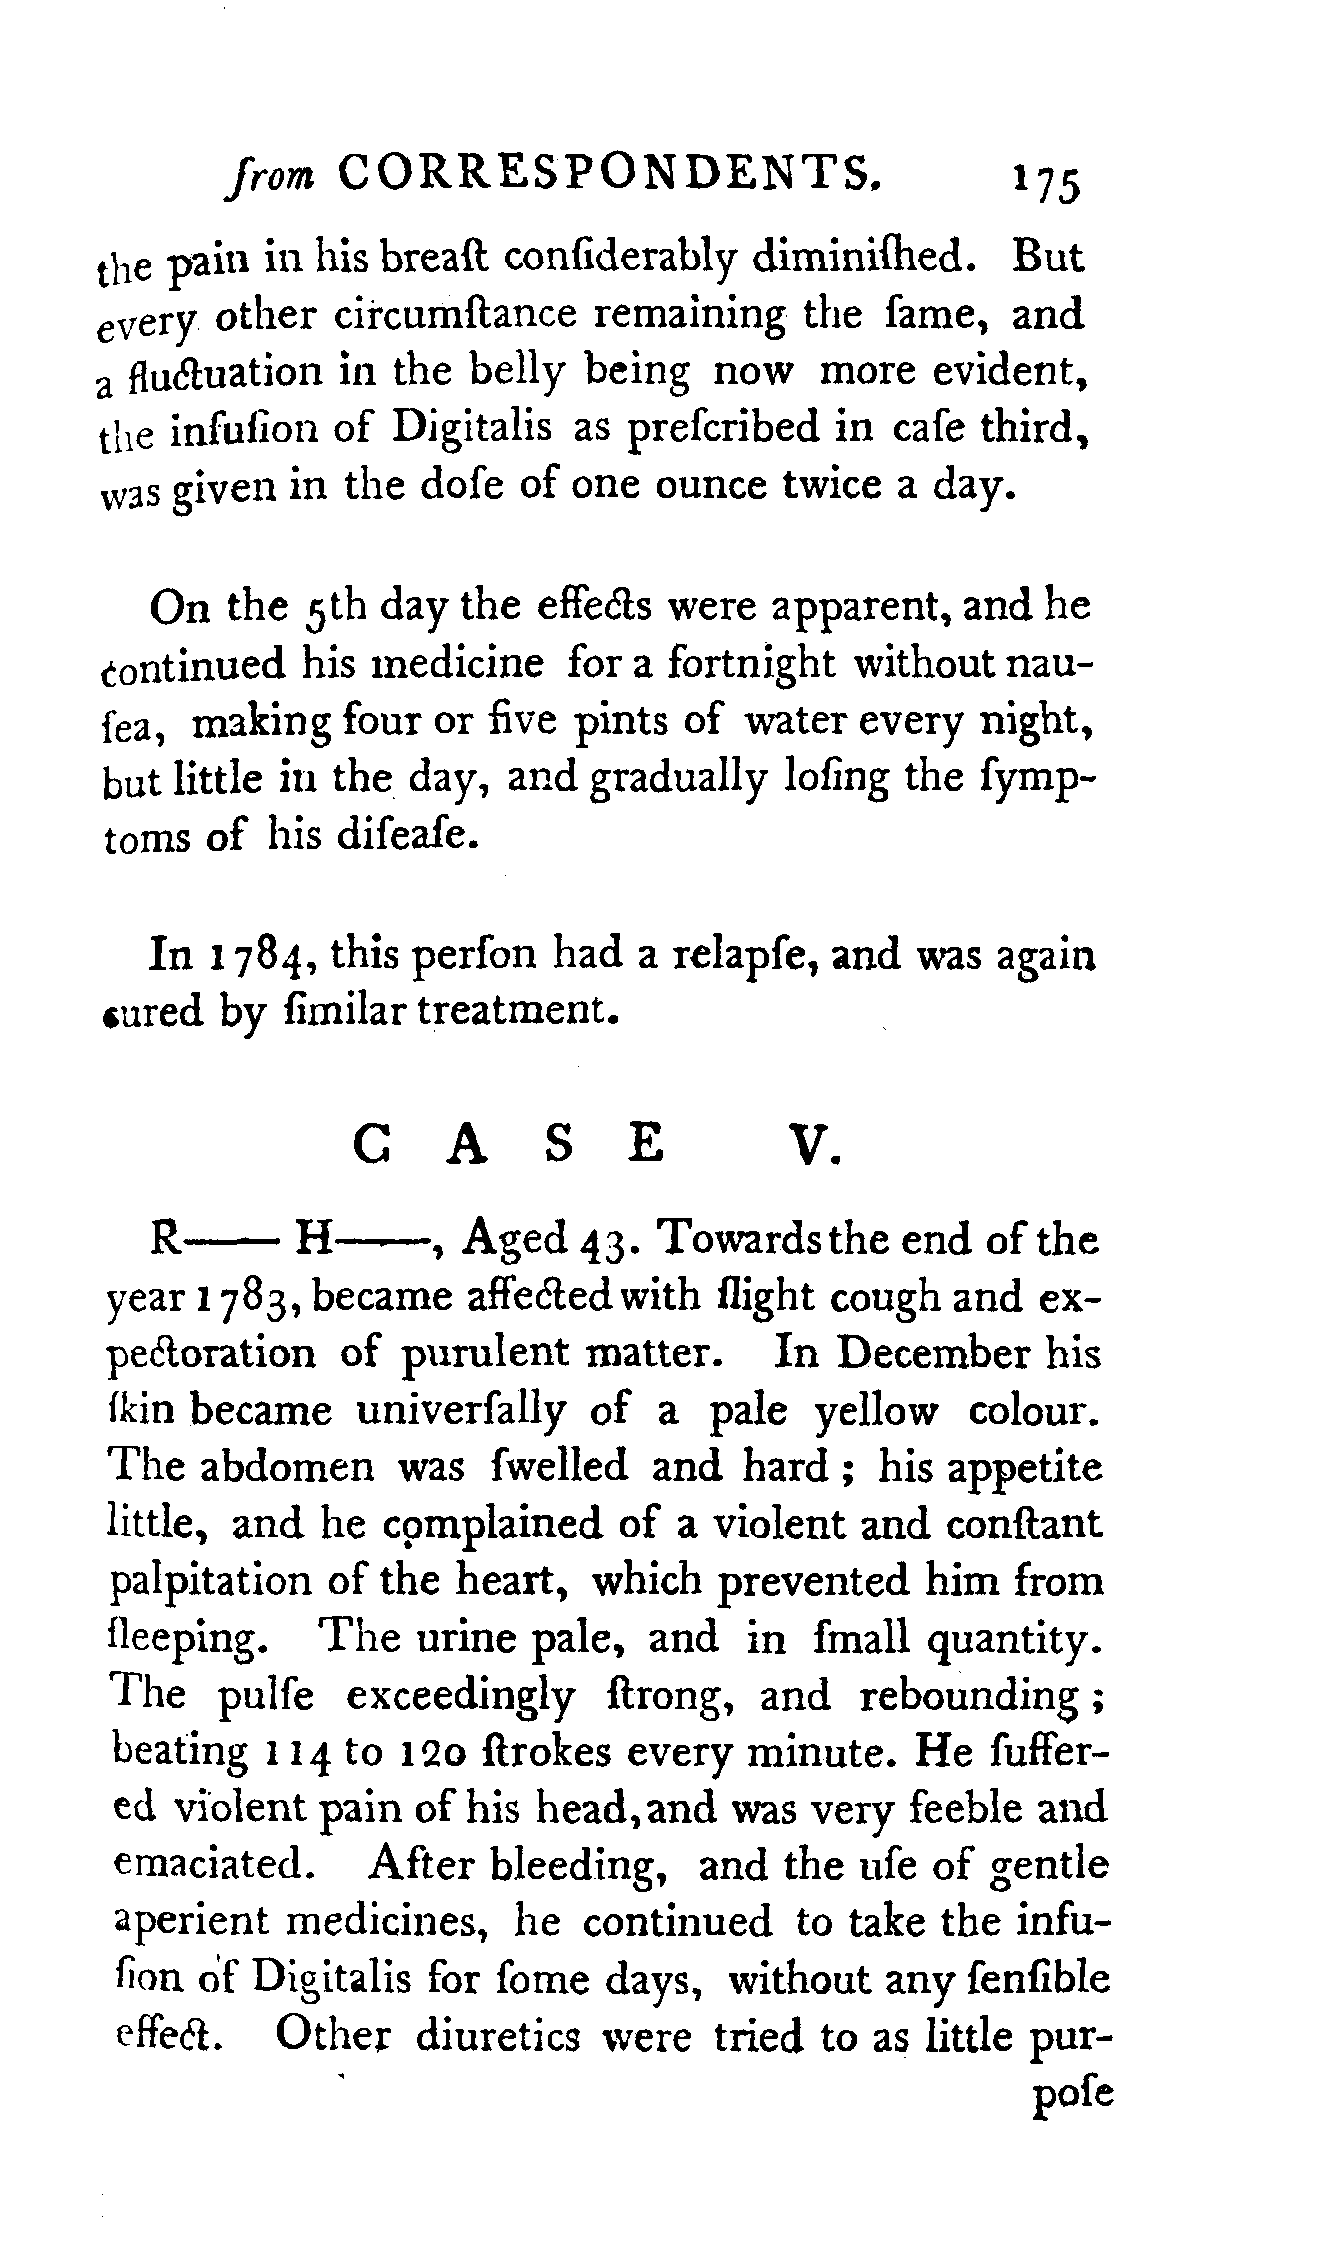 from CORRESPONDENTS. 175
the pain in his breaſt conſiderably diminiſhed. But
every other circumſtance remaining the ſame, and
a fluctuation in the belly being now more evident,
the infuſion of Digitalis as preſcribed in caſe third,
was given in the doſe of one ounce twice a day.
On the 5th day the effects were apparent, and he
continued his medicine for a fortnight without nau-
ſea, making four or five pints of water every night,
but little in the day, and gradually loſing the ſymp-
toms of his diſeaſe.
In 1784, this perſon had a relapſe, and was again
cured by ſimilar treatment.
CASE V.
R—— H——, Aged 43. Towards the end of the
year 1783, became affected with ſlight cough and ex-
pectoration of purulent matter. In December his
ſkin became univerſally of a pale yellow colour.
The abdomen was ſwelled and hard; his appetite
little, and he complained of a violent and conſtant
palpitation of the heart, which prevented him from
ſleeping. The urine pale, and in ſmall quantity.
The pulſe exceedingly ſtrong, and rebounding;
beating 114 to 120 ſtrokes every minute. He ſuffer-
ed violent pain of his head, and was very feeble and
emaciated. After bleeding, and the uſe of gentle
aperient medicines, he continued to take the infu-
ſion of Digitalis for ſome days, without any ſenſible
effect. Other diuretics were tried to as little pur-
poſe